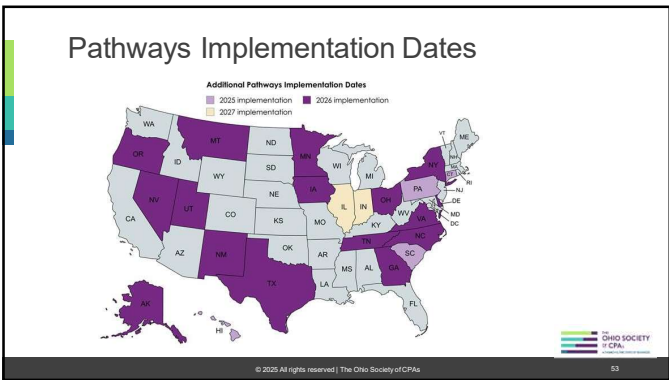 Pathways Implementation Dates
Additional Pathways Implementation Dates
2025 implementation 2026 implementation
2027 implementation
WA
MT
ND
MN
VT
ME
OR
ID
SD
WI
MI
NH
NY
MA
CT
RI
WY
IA
PA
NJ
NV
NE
IL
IN
OH
DE
UT
CO
WV
MD
CA
KS
MO
KY
VA
DC
AZ
NM
OK
AR
TN
NC
SC
TX
MS
AL
GA
LA
AK
FL
HI
THE
OHIO SOCIETY
OF CPAs
© 2025 All rights reserved | The Ohio Society of CPAs
53